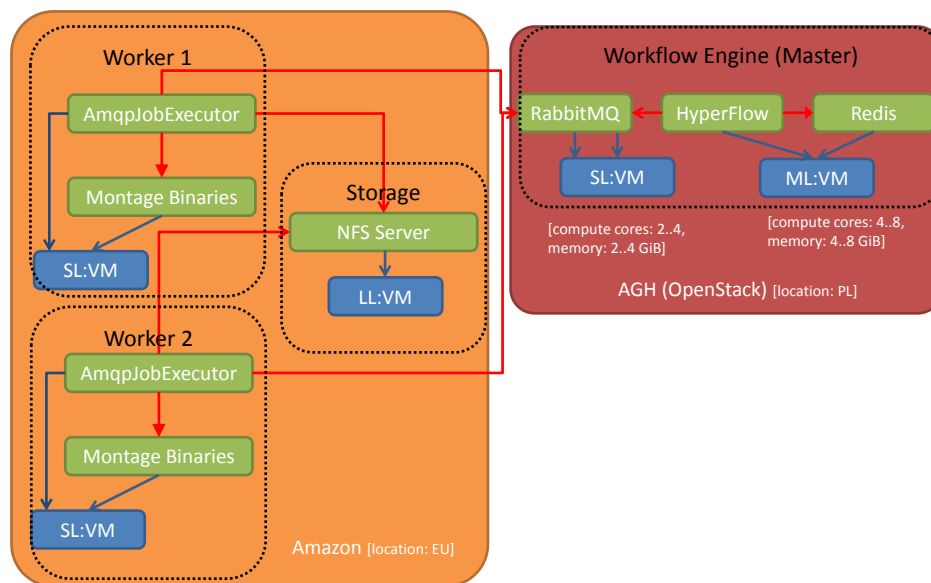 Worker 1
AmqpJobExecutor
Montage Binaries
SL:VM
Storage
NFS Server
LL:VM
Worker 2
AmqpJobExecutor
Montage Binaries
SL:VM
Amazon [location: EU]
Workflow Engine (Master)
RabbitMQ
HyperFlow
Redis
SL:VM
ML:VM
[compute cores: 2..4,
memory: 2..4 GiB]
[compute cores: 4..8,
memory: 4..8 GiB]
AGH (OpenStack) [location: PL]